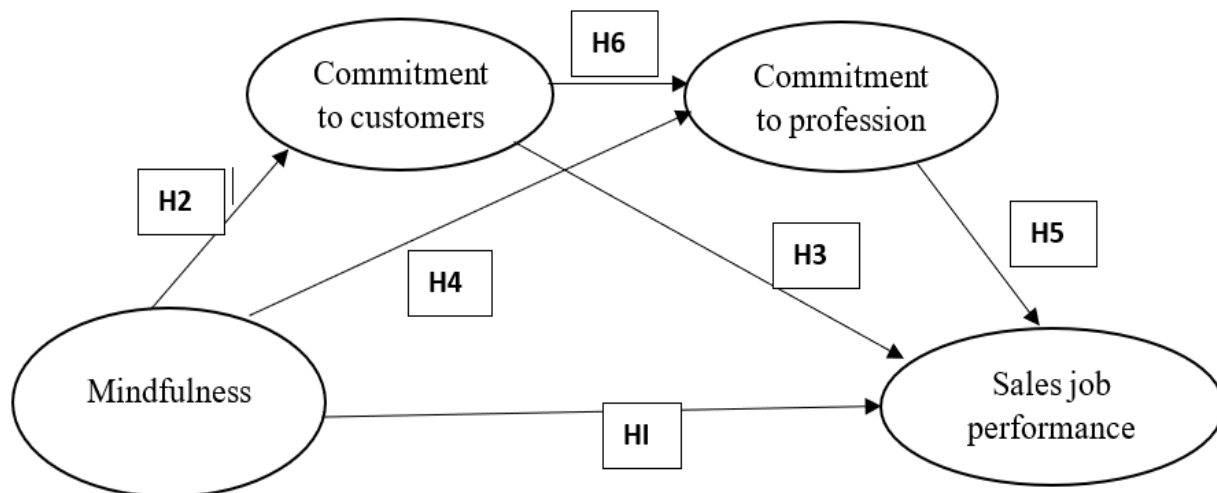 H6
Commitment
to customers
Commitment
to profession
H2
H3
H5
H4
Mindfulness
Sales job
performance
HI